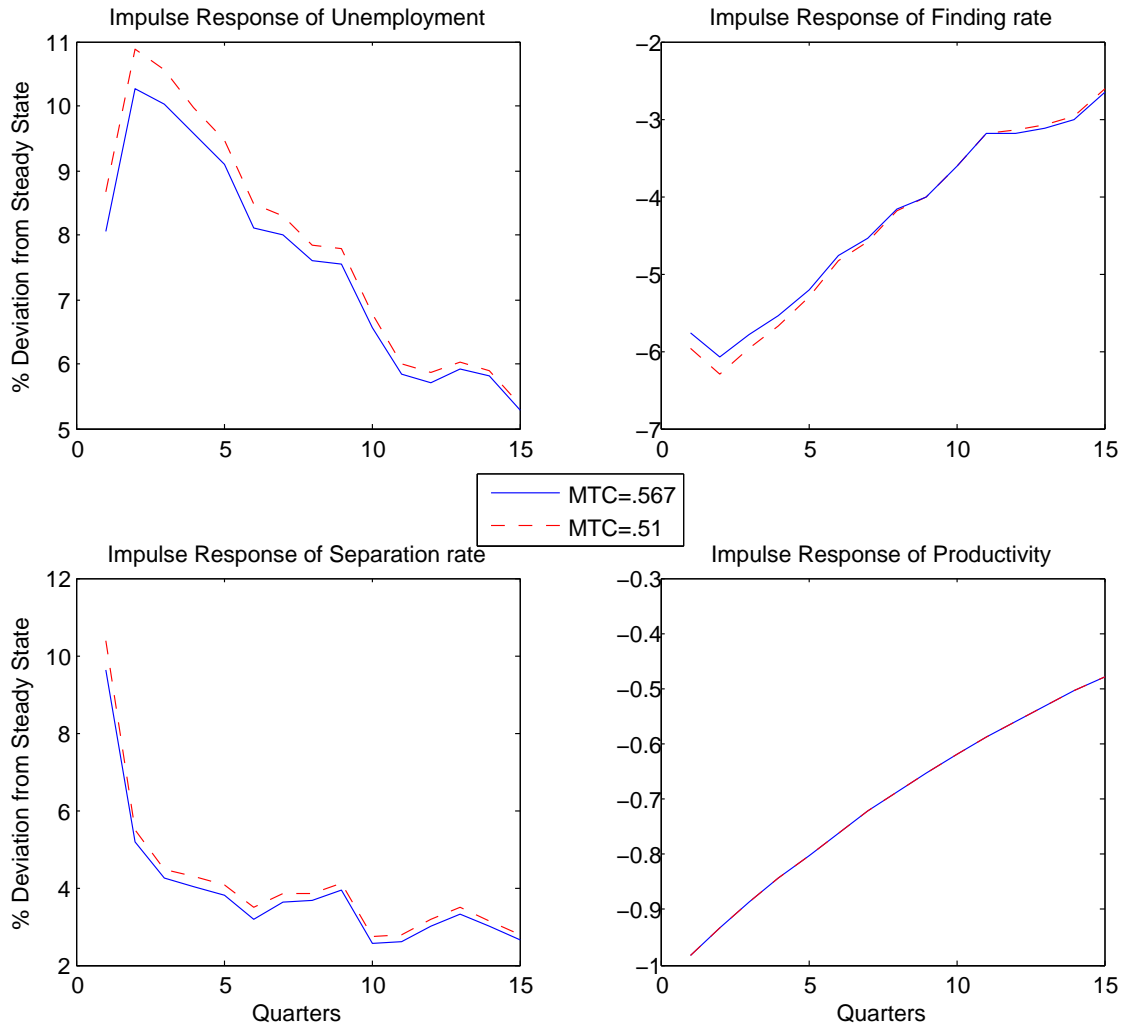 Impulse Response of Unemployment
Impulse Response of Finding rate
% Deviation from Steady State
11
10
9
8
7
6
5
0 5 10 15
−2
−3
−4
−5
−6
−7
0 5 10 15
MTC=.567
MTC=.51
Impulse Response of Separation rate
Impulse Response of Productivity
% Deviation from Steady State
12
10
8
6
4
2
0 5 10 15
Quarters
−0.3
−0.4
−0.5
−0.6
−0.7
−0.8
−0.9
−1
0 5 10 15
Quarters